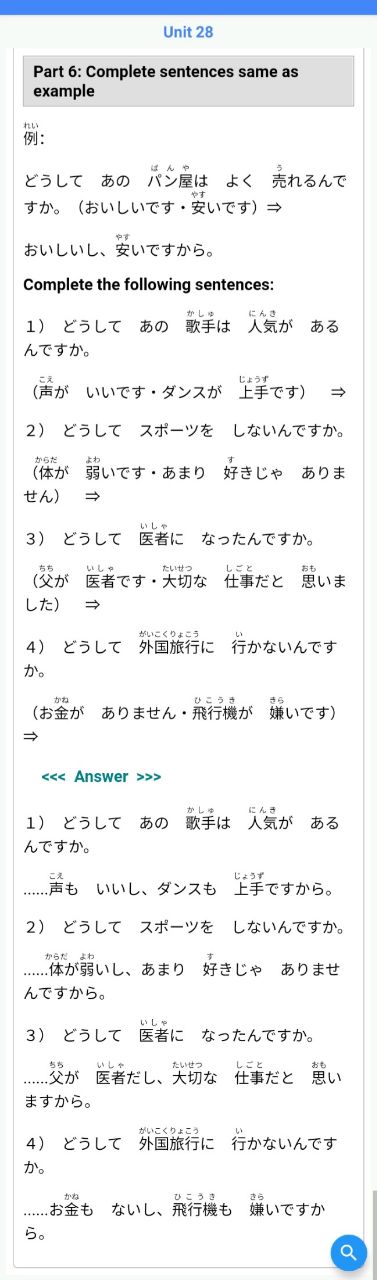 Unit 28
Part 6: Complete sentences same as
example
例:
どうして　あの　パン屋は　よく　売れるんで
すか。（おいしいです・安いです）⇒
おいしいし、安いですから。
Complete the following sentences:
１）　どうして　あの　歌手は　人気が　ある
んですか。
（声が　いいです・ダンスが　上手です）　⇒
２）　どうして　スポーツを　しないんですか。
（体が　弱いです・あまり　好きじゃ　ありま
せん）　⇒
３）　どうして　医者に　なったんですか。
（父が　医者です・大切な　仕事だと　思いま
した）　⇒
４）　どうして　外国旅行に　行かないんです
か。
（お金が　ありません・飛行機が　嫌いです）
⇒
<<< Answer >>>
１）　どうして　あの　歌手は　人気が　ある
んですか。
......声も　いいし、ダンスも　上手ですから。
２）　どうして　スポーツを　しないんですか。
......体が弱いし、あまり　好きじゃ　ありませ
んですから。
３）　どうして　医者に　なったんですか。
......父が　医者だし、大切な　仕事だと　思い
ますから。
４）　どうして　外国旅行に　行かないんです
か。
......お金も　ないし、飛行機も　嫌いですか
ら。